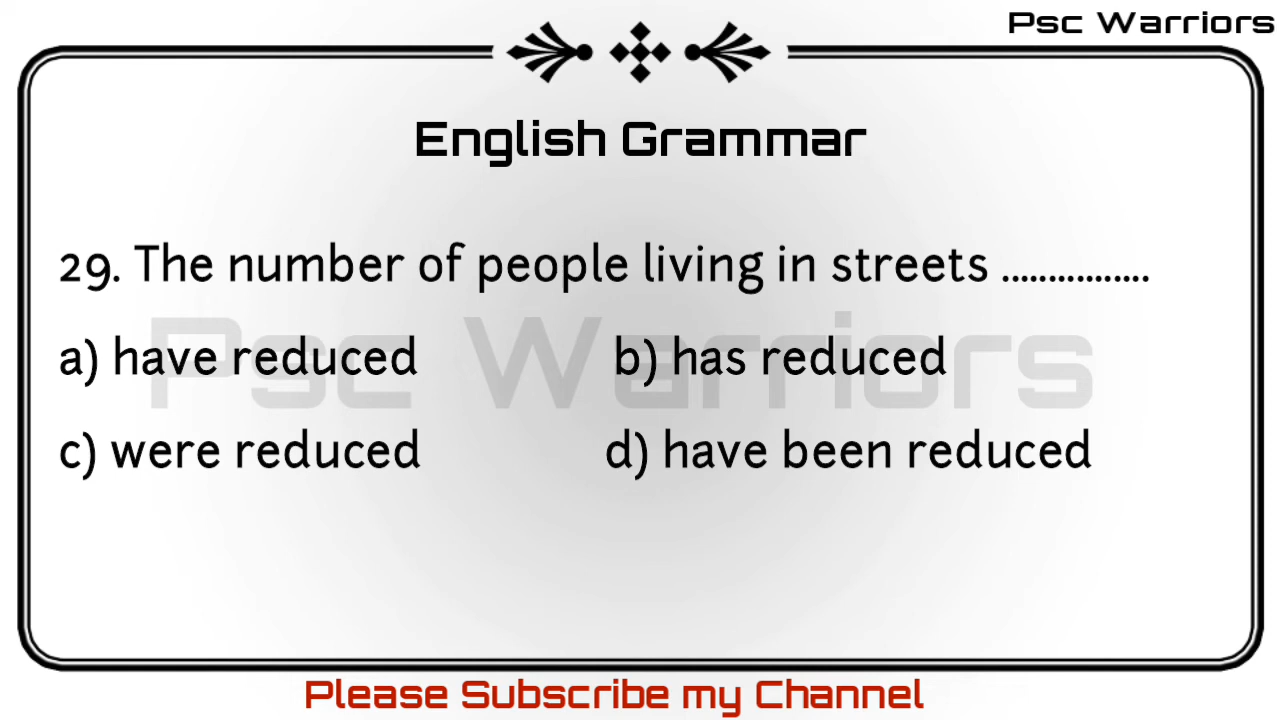 Psc Warriors
English Grammar
29. The number of people living in streets ................
Psc Warriors
a) have reduced b) has reduced
c) were reduced d) have been reduced
Please Subscribe my Channel